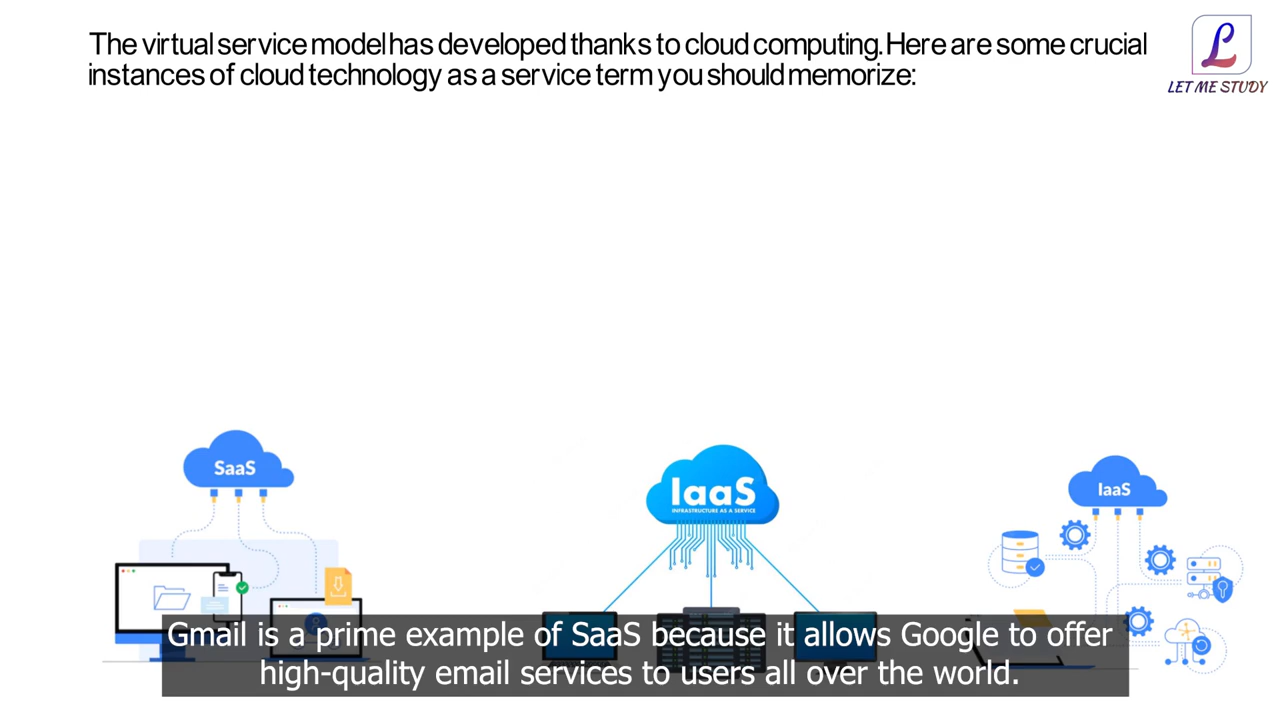 The virtual service model has developed thanks to cloud computing. Here are some crucial
instances of cloud technology as a service term you should memorize:
L
LET ME STUDY
SaaS
IaaS
INFRASTRUCTURE AS A SERVICE
IaaS
Gmail is a prime example of SaaS because it allows Google to offer
high-quality email services to users all over the world.